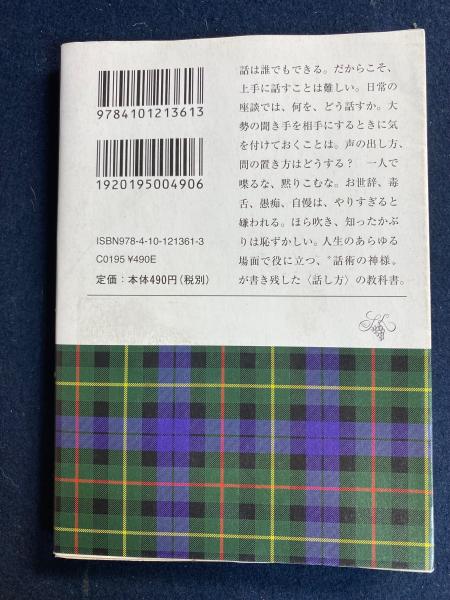 9784101213613
1920195004906
ISBN978-4-10-121361-3
C0195 ¥490E
定価：本体490円（税別）
話は誰でもできる。だからこそ、
上手に話すことは難しい。日常の
座談では、何を、どう話すか。大
勢の聞き手を相手にするときに気
を付けておくことは。声の出し方、
間の置き方はどうする？　一人で
喋るな、黙りこむな。お世辞、毒
舌、愚痴、自慢は、やりすぎると
嫌われる。ほら吹き、知ったかぶ
りは恥ずかしい。人生のあらゆる
場面で役に立つ、〝話術の神様〟
が書き残した〈話し方〉の教科書。